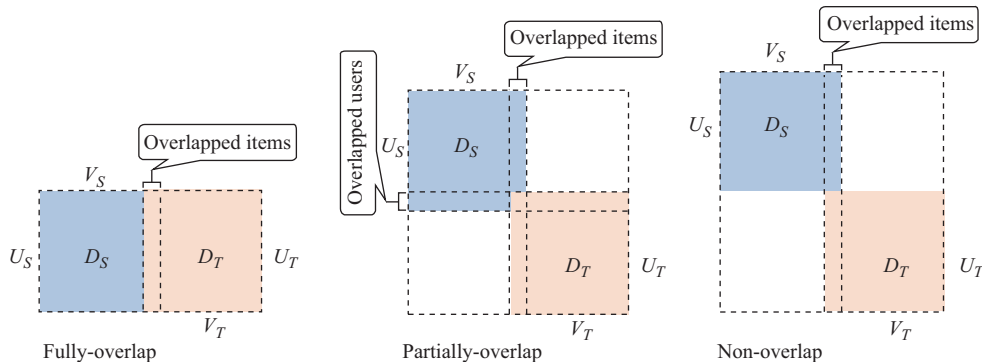 Overlapped items
V_S
U_S
D_S
D_T
U_T
V_T
Fully-overlap
Overlapped items
Overlapped users
V_S
U_S
D_S
D_T
U_T
V_T
Partially-overlap
Overlapped items
V_S
U_S
D_S
D_T
U_T
V_T
Non-overlap